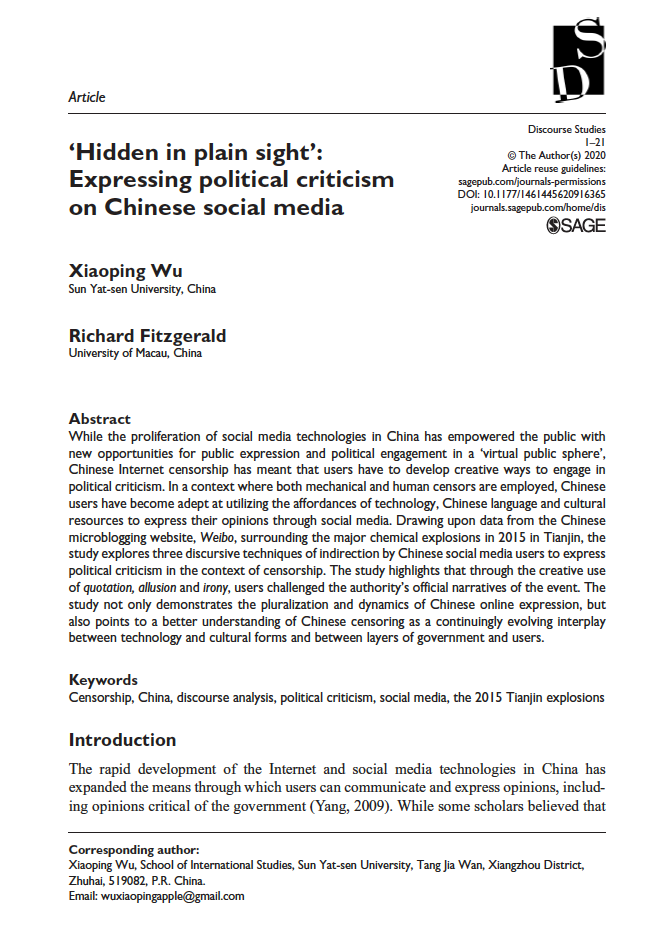 SD
Article
Discourse Studies
1–21
© The Author(s) 2020
Article reuse guidelines:
sagepub.com/journals-permissions
DOI: 10.1177/1461445620916365
journals.sagepub.com/home/dis
SAGE
‘Hidden in plain sight’:
Expressing political criticism
on Chinese social media
Xiaoping Wu
Sun Yat-sen University, China
Richard Fitzgerald
University of Macau, China
Abstract
While the proliferation of social media technologies in China has empowered the public with
new opportunities for public expression and political engagement in a ‘virtual public sphere’,
Chinese Internet censorship has meant that users have to develop creative ways to engage in
political criticism. In a context where both mechanical and human censors are employed, Chinese
users have become adept at utilizing the affordances of technology, Chinese language and cultural
resources to express their opinions through social media. Drawing upon data from the Chinese
microblogging website, Weibo, surrounding the major chemical explosions in 2015 in Tianjin, the
study explores three discursive techniques of indirection by Chinese social media users to express
political criticism in the context of censorship. The study highlights that through the creative use
of quotation, allusion and irony, users challenged the authority’s official narratives of the event. The
study not only demonstrates the pluralization and dynamics of Chinese online expression, but
also points to a better understanding of Chinese censoring as a continuingly evolving interplay
between technology and cultural forms and between layers of government and users.
Keywords
Censorship, China, discourse analysis, political criticism, social media, the 2015 Tianjin explosions
Introduction
The rapid development of the Internet and social media technologies in China has
expanded the means through which users can communicate and express opinions, includ-
ing opinions critical of the government (Yang, 2009). While some scholars believed that
Corresponding author:
Xiaoping Wu, School of International Studies, Sun Yat-sen University, Tang Jia Wan, Xiangzhou District,
Zhuhai, 519082, P.R. China.
Email: wuxiaopingapple@gmail.com